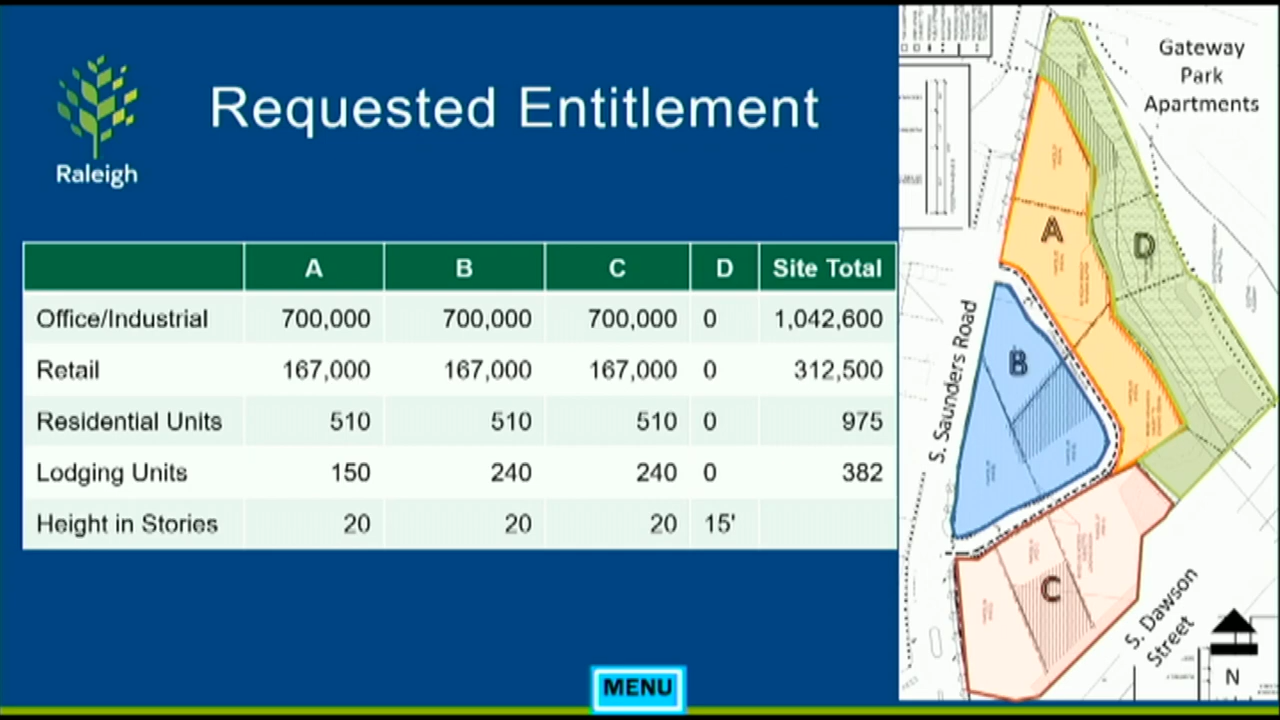 Raleigh
Requested Entitlement
A B C D Site Total
Office/Industrial 700,000 700,000 700,000 0 1,042,600
Retail 167,000 167,000 167,000 0 312,500
Residential Units 510 510 510 0 975
Lodging Units 150 240 240 0 382
Height in Stories 20 20 20 15'
MENU
Gateway
Park
Apartments
A
D
B
S. Saunders Road
C
S. Dawson
Street
N